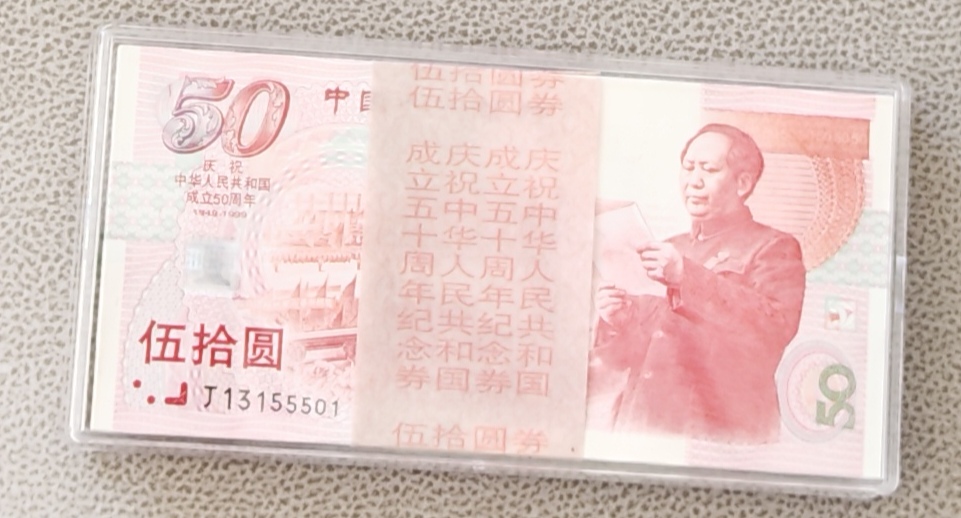 50
中国
庆祝
中华人民共和国
成立50周年
1949-1999
伍拾圆
J13155501
伍拾圆券
伍拾圆券
庆祝中华人民共和国
成立五十周年纪念券
庆祝中华人民共和国
成立五十周年纪念券
伍拾圆券
50